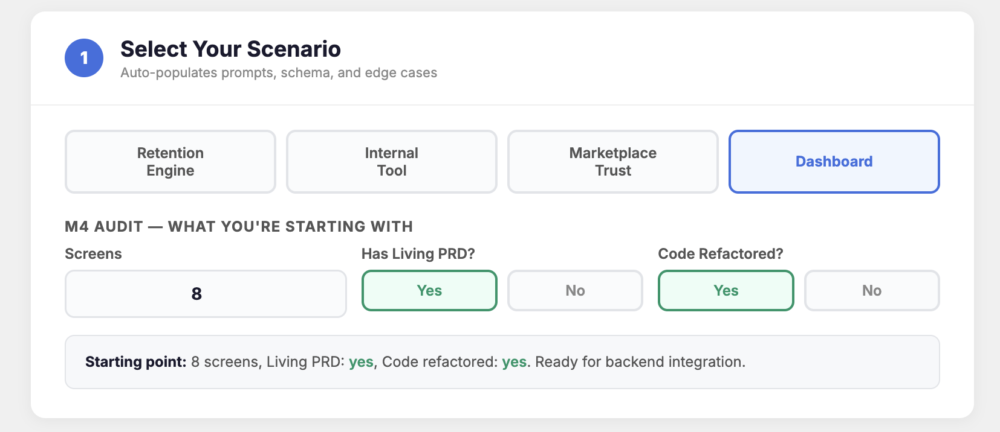 1
Select Your Scenario
Auto-populates prompts, schema, and edge cases
Retention
Engine
Internal
Tool
Marketplace
Trust
Dashboard
M4 AUDIT — WHAT YOU'RE STARTING WITH
Screens
8
Has Living PRD?
Yes
No
Code Refactored?
Yes
No
Starting point: 8 screens, Living PRD: yes, Code refactored: yes. Ready for backend integration.